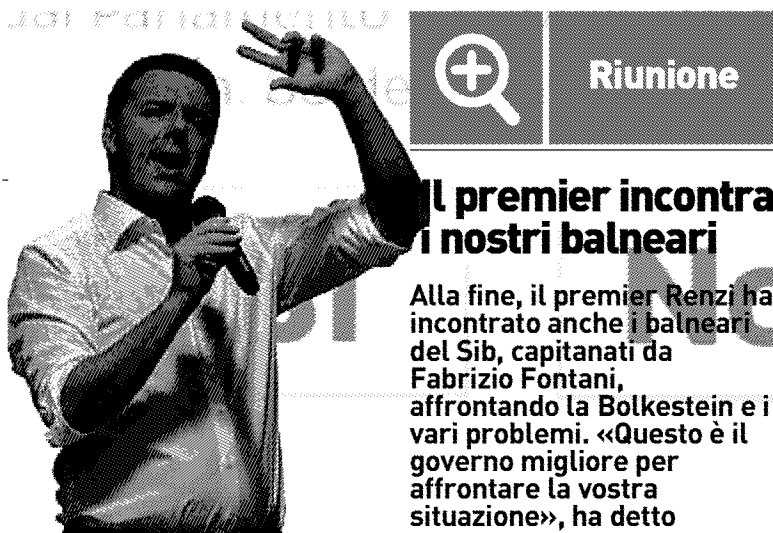 Riunione
Il premier incontra
i nostri balneari
Alla fine, il premier Renzi ha
incontrato anche i balneari
del Sib, capitanati da
Fabrizio Fontani,
affrontando la Bolkestein e i
vari problemi. «Questo è il
governo migliore per
affrontare la vostra
situazione», ha detto